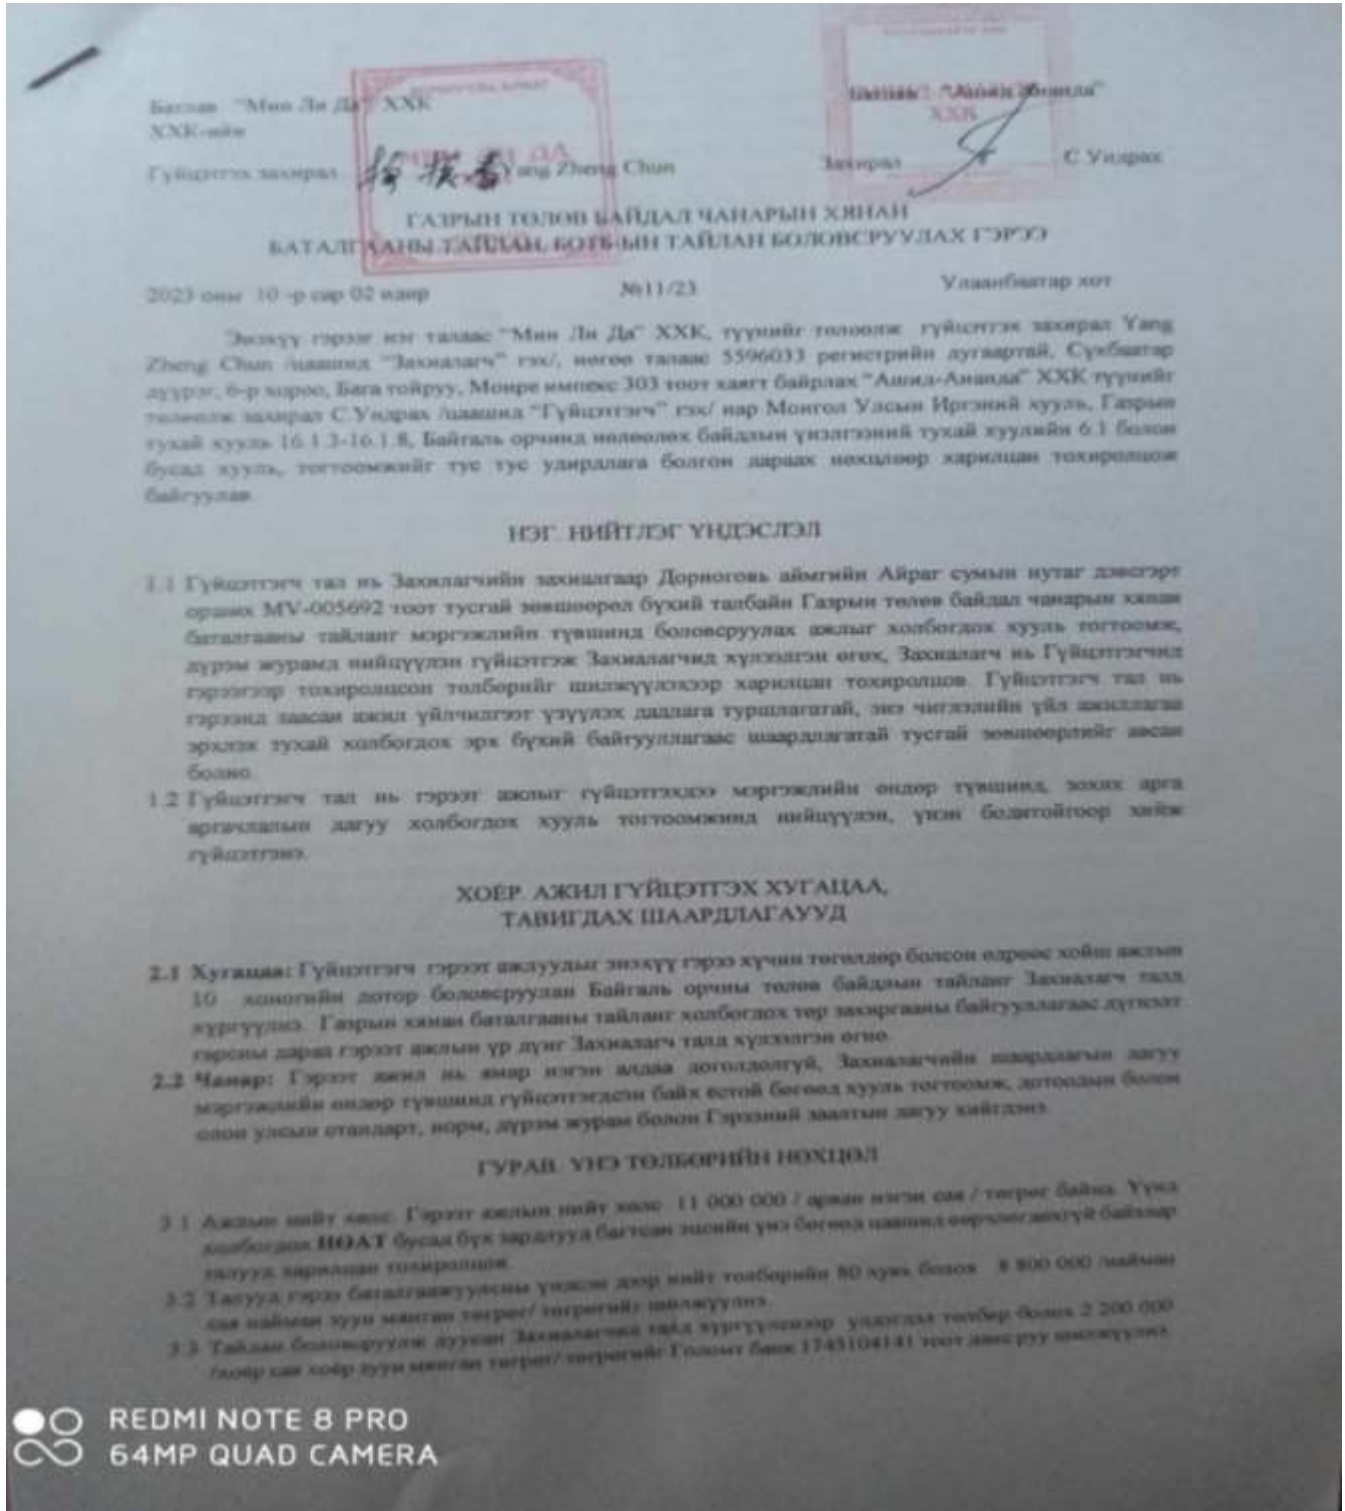 Батлав "Мин Ли Да" ХХК
ХХК-ийн
ХХК
Гүйцэтгэх захирал Yang Zheng Chun
Захирал С Ундрах
ГАЗРЫН ТӨЛӨВ БАЙДАЛ ЧАНАРЫН ХЯНАН
БАТАЛГААНЫ ТАЙЛАН, БОТБ-ЫН ТАЙЛАН БОЛОВСРУУЛАХ ГЭРЭЭ
2023 оны 10 -р сар 02 өдөр №11/23 Улаанбаатар хот
Энэхүү гэрээг нэг талаас "Мин Ли Да" ХХК, түүнийг төлөөлж гүйцэтгэх захирал Yang
Zheng Chun /цаашид "Захиалагч" гэх/, нөгөө талаас 5596033 регистрийн дугаартай, Сүхбаатар
дүүрэг, 6-р хороо, Бага тойруу, Монре импекс 303 тоот хаягт байрлах "Ашид-Ананда" ХХК түүнийг
төлөөлж захирал С.Ундрах /цаашид "Гүйцэтгэгч" гэх/ нар Монгол Улсын Иргэний хууль, Газрын
тухай хууль 16.1.3-16.1.8, Байгаль орчинд нөлөөлөх байдлын үнэлгээний тухай хуулийн 6.1 болон
бусад хууль, тогтоомжийг тус тус удирдлага болгон дараах нөхцлөөр харилцан тохиролцож
байгуулав.
НЭГ. НИЙТЛЭГ ҮНДЭСЛЭЛ
1.1 Гүйцэтгэгч тал нь Захиалагчийн захиалгаар Дорноговь аймгийн Айраг сумын нутаг дэвсгэрт
орших MV-005692 тоот тусгай зөвшөөрөл бүхий талбайн Газрын төлөв байдал чанарын хянан
баталгааны тайланг мэргэжлийн түвшинд боловсруулах ажлыг холбогдох хууль тогтоомж,
дүрэм журамд нийцүүлэн гүйцэтгэж Захиалагчид хүлээлгэн өгөх, Захиалагч нь Гүйцэтгэгчид
гэрээгээр тохиролцсон төлбөрийг шилжүүлэхээр харилцан тохиролцов. Гүйцэтгэгч тал нь
гэрээнд заасан ажил үйлчилгээг үзүүлэх дадлага туршлагатай, энэ чиглэлийн үйл ажиллагаа
эрхлэх тухай холбогдох эрх бүхий байгууллагаас шаардлагатай тусгай зөвшөөрлийг авсан
болно.
1.2 Гүйцэтгэгч тал нь гэрээт ажлыг гүйцэтгэхдээ мэргэжлийн өндөр түвшинд, зохих арга
аргачлалын дагуу холбогдох хууль тогтоомжинд нийцүүлэн, үнэн бодитойгоор хийж
гүйцэтгэнэ.
ХОЁР. АЖИЛ ГҮЙЦЭТГЭХ ХУГАЦАА,
ТАВИГДАХ ШААРДЛАГАУУД
2.1 Хугацаа: Гүйцэтгэгч гэрээт ажлуудыг энэхүү гэрээ хүчин төгөлдөр болсон өдрөөс хойш ажлын
10 хоногийн дотор боловсруулан Байгаль орчны төлөв байдлын тайланг Захиалагч талд
хүргүүлнэ. Газрын хянан баталгааны тайланг холбогдох төр захиргааны байгууллагаас дүгнэлт
гарсны дараа гэрээт ажлын үр дүнг Захиалагч талд хүлээлгэн өгнө.
2.2 Чанар: Гэрээт ажил нь ямар нэгэн алдаа доголдолгүй, Захиалагчийн шаардлагын дагуу
мэргэжлийн өндөр түвшинд гүйцэтгэгдсэн байх ёстой бөгөөд хууль тогтоомж, дотоодын болон
олон улсын стандарт, норм, дүрэм журам болон Гэрээний заалтын дагуу хийгдэнэ.
ГУРАВ. ҮНЭ ТӨЛБӨРИЙН НӨХЦӨЛ
3.1 Ажлын нийт хөлс: Гэрээт ажлын нийт хөлс 11 000 000 / арван нэгэн сая / төгрөг байна. Үүнд
холбогдох НӨАТ бусад бүх зардлууд багтсан эцсийн үнэ бөгөөд цаашид өөрчлөгдөхгүй байхаар
талууд харилцан тохиролцов.
3.2 Талууд гэрээ баталгаажуулсны үндсэн дээр нийт төлбөрийн 80 хувь болох 8 800 000 /найман
сая найман зуун мянган төгрөг/ төгрөгийг шилжүүлнэ.
3.3 Тайлан боловсруулж дуусан Захиалагчид талд хүргүүлснээр үлдэгдэл төлбөр болох 2 200 000
/хоёр сая хоёр зуун мянган төгрөг/ төгрөгийг Голомт банк 1745104141 тоот данс руу шилжүүлнэ.
REDMI NOTE 8 PRO
64MP QUAD CAMERA